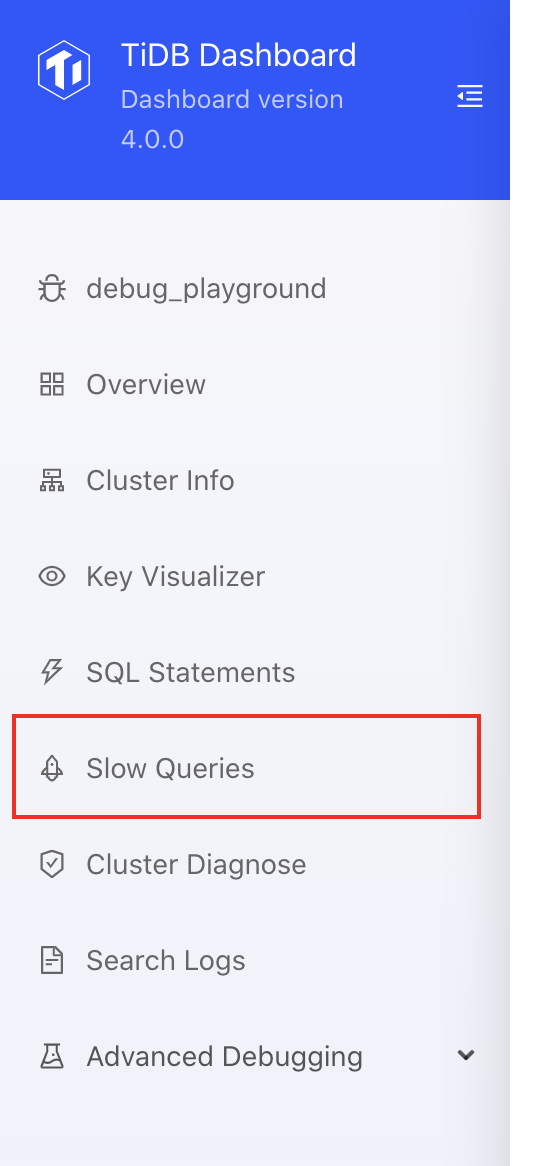 TiDB Dashboard
Dashboard version
4.0.0
debug_playground
Overview
Cluster Info
Key Visualizer
SQL Statements
Slow Queries
Cluster Diagnose
Search Logs
Advanced Debugging